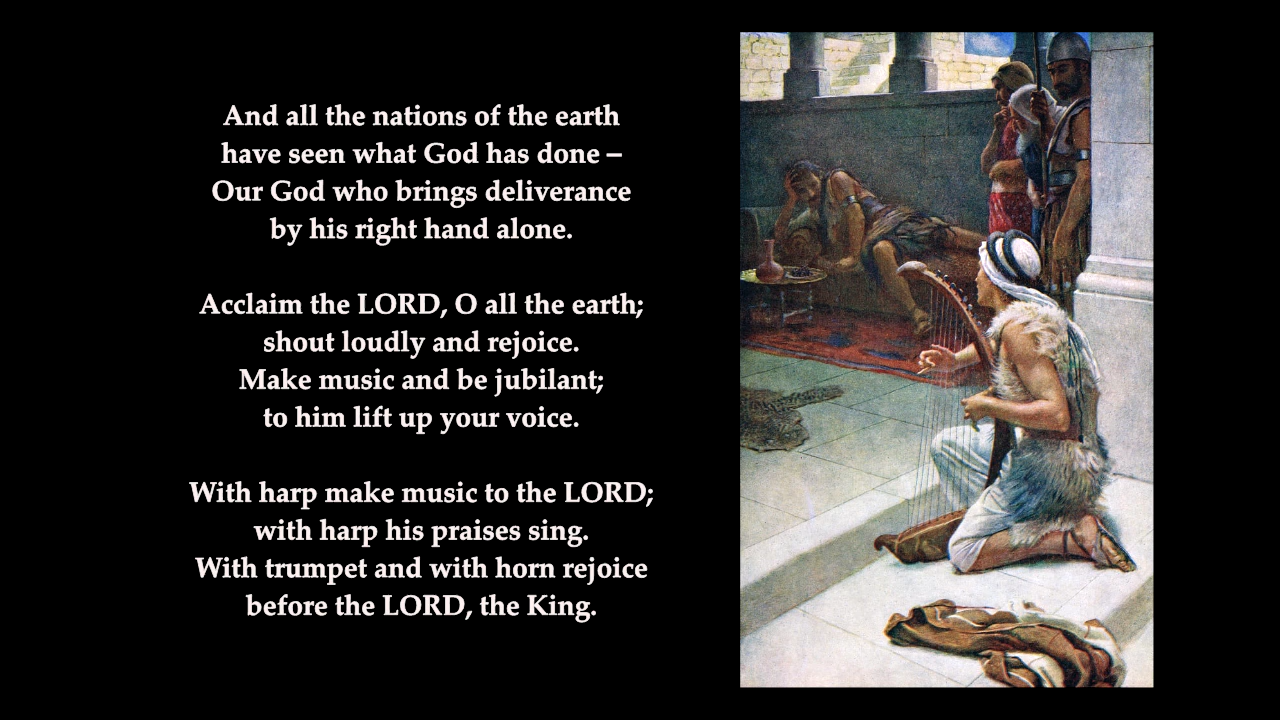 And all the nations of the earth
have seen what God has done –
Our God who brings deliverance
by his right hand alone.
Acclaim the LORD, O all the earth;
shout loudly and rejoice.
Make music and be jubilant;
to him lift up your voice.
With harp make music to the LORD;
with harp his praises sing.
With trumpet and with horn rejoice
before the LORD, the King.